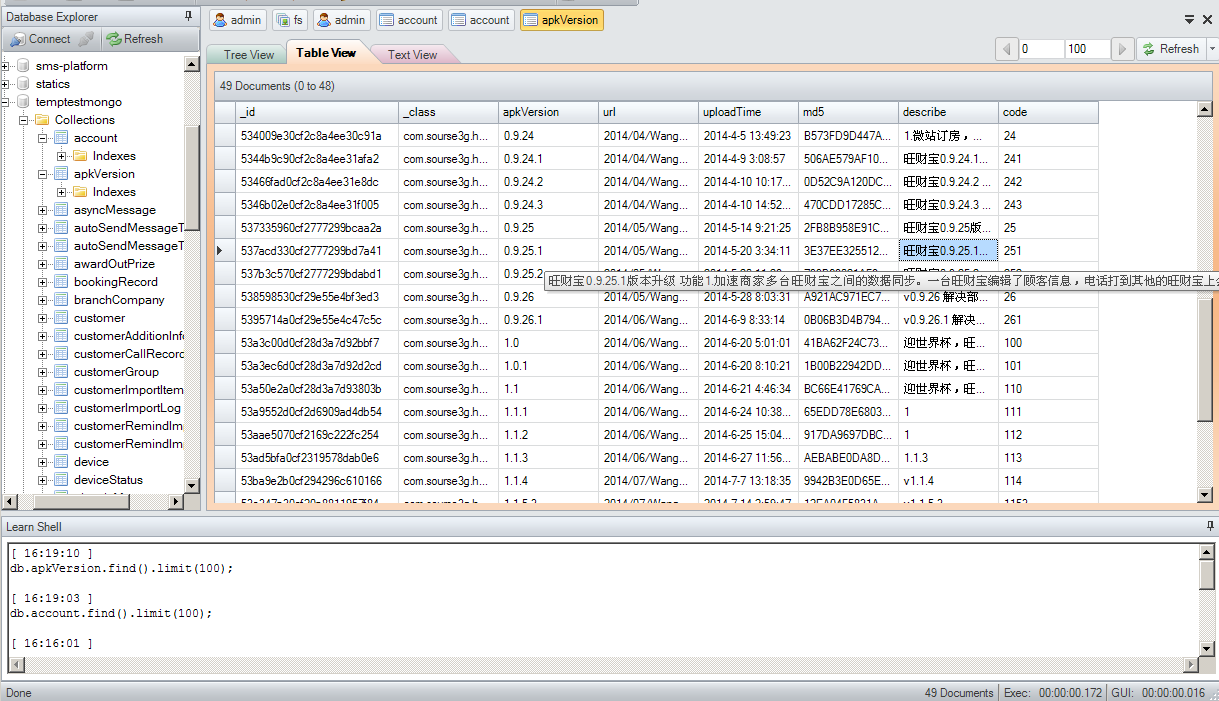 Database Explorer
Connect
Refresh
sms-platform
statics
temptestmongo
Collections
account
Indexes
apkVersion
Indexes
asyncMessage
autoSendMessageT
autoSendMessageT
awardOutPrize
bookingRecord
branchCompany
customer
customerAdditionInfo
customerCallRecord
customerGroup
customerImportItem
customerImportLog
customerRemindIm
customerRemindIm
device
deviceStatus
admin fs admin account account apkVersion
Tree View Table View Text View
0 100 Refresh
49 Documents (0 to 48)
_id _class apkVersion url uploadTime md5 describe code
534009e30cf2c8a4ee30c91a com.sourse3g.h... 0.9.24 2014/04/Wang... 2014-4-5 13:49:23 B573FD9D447A... 1.微站订房，... 24
5344b9c90cf2c8a4ee31afa2 com.sourse3g.h... 0.9.24.1 2014/04/Wang... 2014-4-9 3:08:57 506AE579AF10... 旺财宝0.9.24.1... 241
53466fad0cf2c8a4ee31e8dc com.sourse3g.h... 0.9.24.2 2014/04/Wang... 2014-4-10 10:17... 0D52C9A120DC... 旺财宝0.9.24.2 ... 242
5346b02e0cf2c8a4ee31f005 com.sourse3g.h... 0.9.24.3 2014/04/Wang... 2014-4-10 14:52... 470CDD17285C... 旺财宝0.9.24.3 ... 243
537335960cf2777299bcaa2a com.sourse3g.h... 0.9.25 2014/05/Wang... 2014-5-14 9:21:25 2FB8B958E91C... 旺财宝0.9.25版... 25
537acd330cf2777299bd7a41 com.sourse3g.h... 0.9.25.1 2014/05/Wang... 2014-5-20 3:34:11 3E37EE325512... 旺财宝0.9.25.1... 251
537b3c570cf2777299bdabd1 com.sourse3g.h... 0.9.25.2
旺财宝0.9.25.1版本升级 功能1.加速商家多台旺财宝之间的数据同步。一台旺财宝编辑了顾客信息，电话打到其他的旺财宝上
538598530cf29e55e4bf3ed3 com.sourse3g.h... 0.9.26 2014/05/Wang... 2014-5-28 8:03:31 A921AC971EC7... v0.9.26 解决部... 26
5395714a0cf29e55e4c47c5c com.sourse3g.h... 0.9.26.1 2014/06/Wang... 2014-6-9 8:33:14 0B06B3D4B794... v0.9.26.1 解决... 261
53a3c00d0cf28d3a7d92bbf7 com.sourse3g.h... 1.0 2014/06/Wang... 2014-6-20 5:01:01 41BA62F24C73... 迎世界杯，旺... 100
53a3ec6d0cf28d3a7d92d2cd com.sourse3g.h... 1.0.1 2014/06/Wang... 2014-6-20 8:10:21 1B00B22942DD... 迎世界杯，旺... 101
53a50e2a0cf28d3a7d93803b com.sourse3g.h... 1.1 2014/06/Wang... 2014-6-21 4:46:34 BC66E41769CA... 迎世界杯，旺... 110
53a9552d0cf2d6909ad4db54 com.sourse3g.h... 1.1.1 2014/06/Wang... 2014-6-24 10:38... 65EDD78E6803... 1 111
53aae5070cf2169c222fc254 com.sourse3g.h... 1.1.2 2014/06/Wang... 2014-6-25 15:04... 917DA9697DBC... 1 112
53ad5bfa0cf2319578dab0e6 com.sourse3g.h... 1.1.3 2014/06/Wang... 2014-6-27 11:56... AEBABE0DA8D... 1.1.3 113
53ba9e2b0cf294296c610166 com.sourse3g.h... 1.1.4 2014/07/Wang... 2014-7-7 13:18:35 9942B3E0D65E... v1.1.4 114
Learn Shell
[ 16:19:10 ]
db.apkVersion.find().limit(100);
[ 16:19:03 ]
db.account.find().limit(100);
[ 16:16:01 ]
Done 49 Documents Exec: 00:00:00.172 GUI: 00:00:00.016